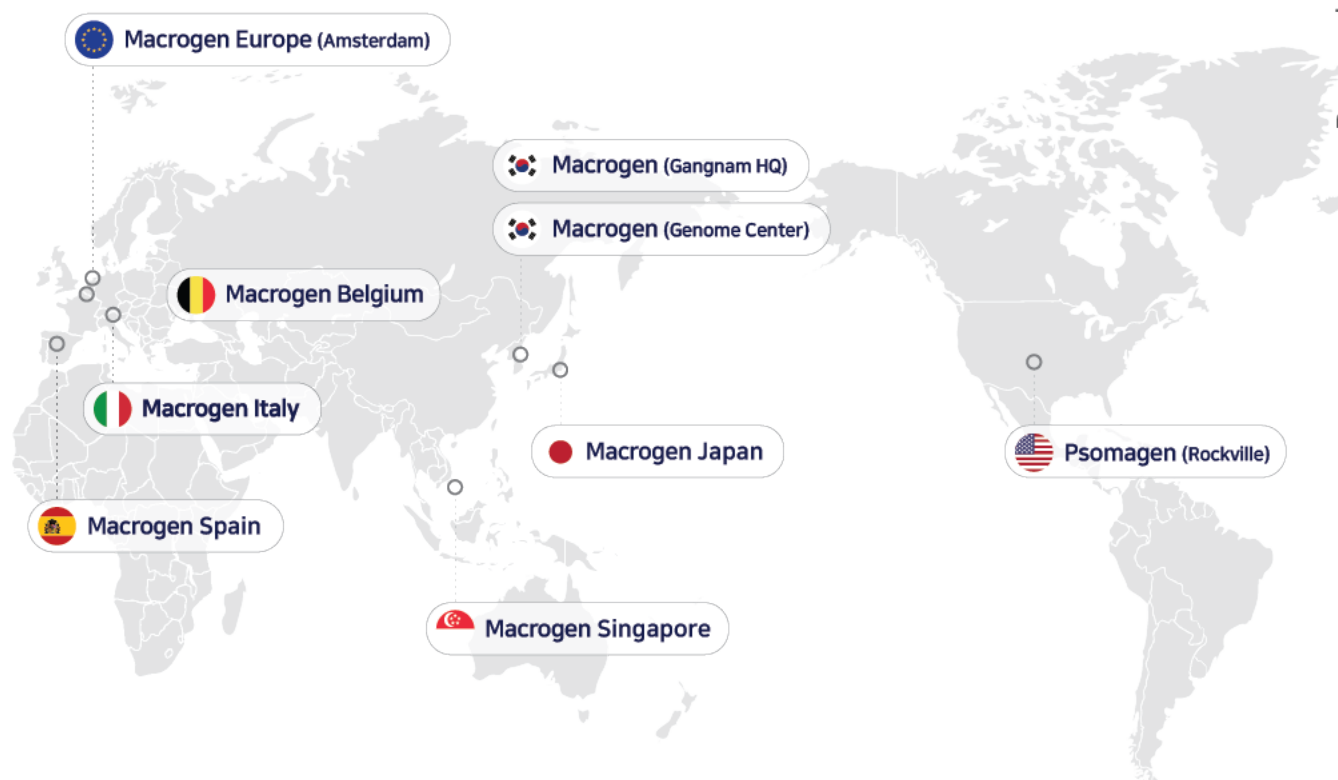 Macrogen Europe (Amsterdam)
Macrogen (Gangnam HQ)
Macrogen (Genome Center)
Macrogen Belgium
Macrogen Italy
Macrogen Japan
Psomagen (Rockville)
Macrogen Spain
Macrogen Singapore